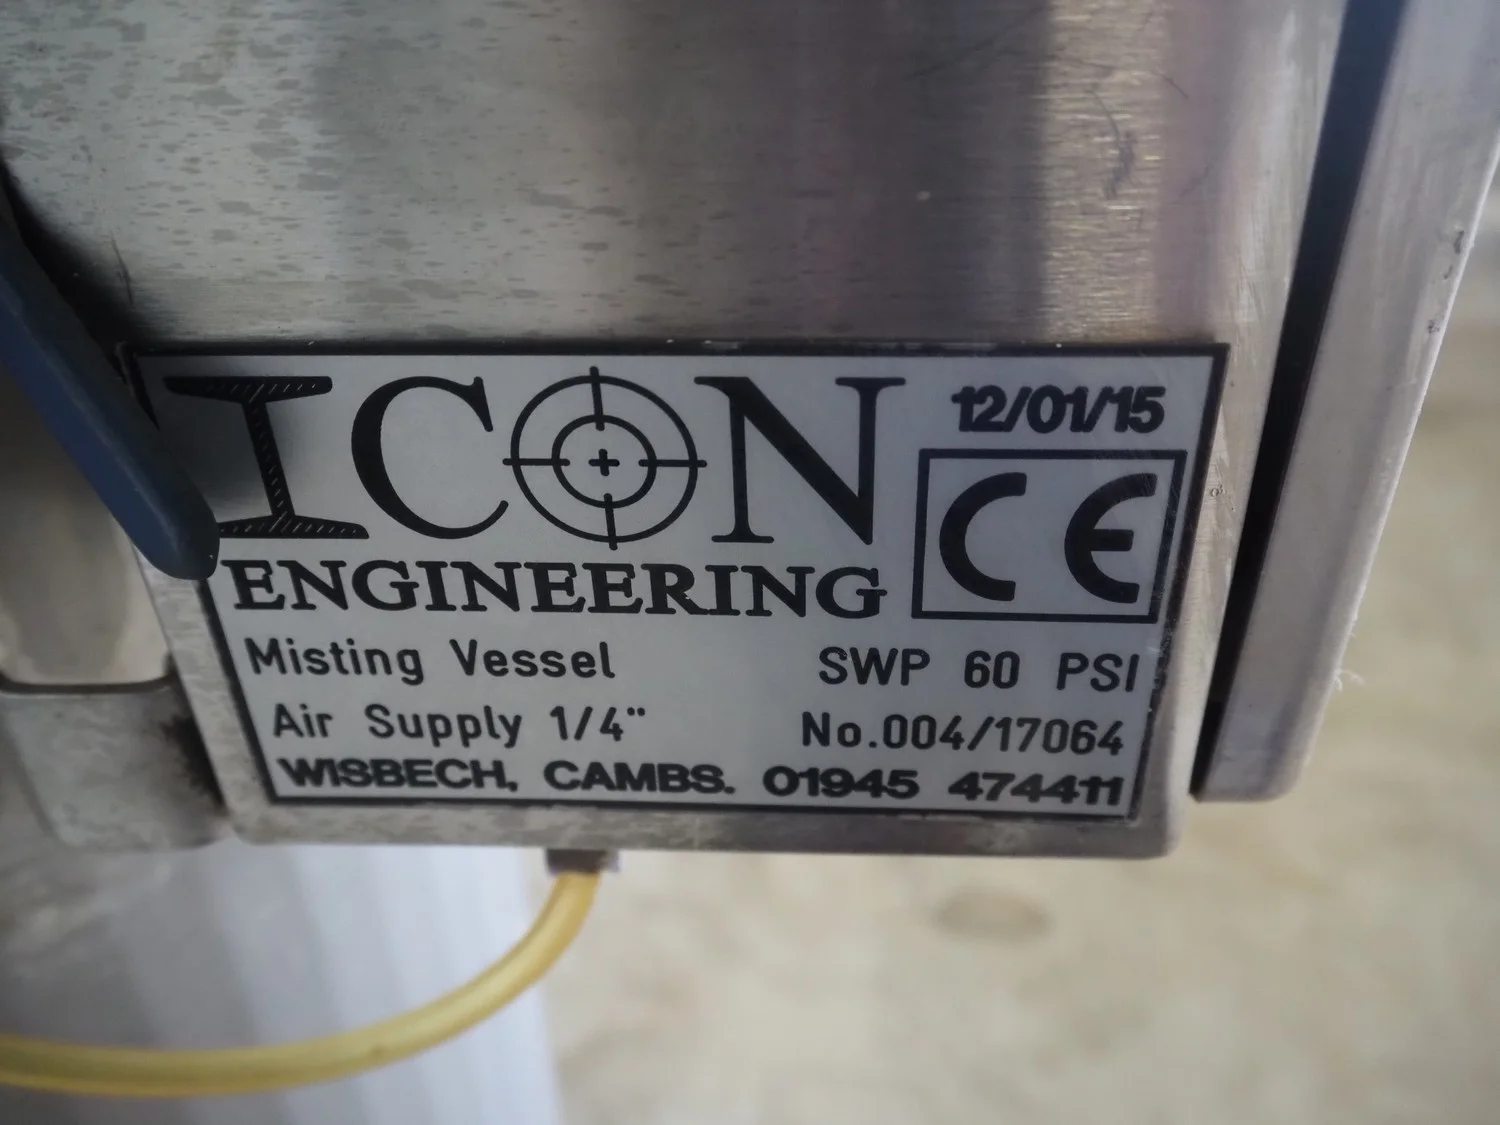 ICON 12/01/15
ENGINEERING CE
Misting Vessel SWP 60 PSI
Air Supply 1/4" No.004/17064
WISBECH, CAMBS. 01945 474411